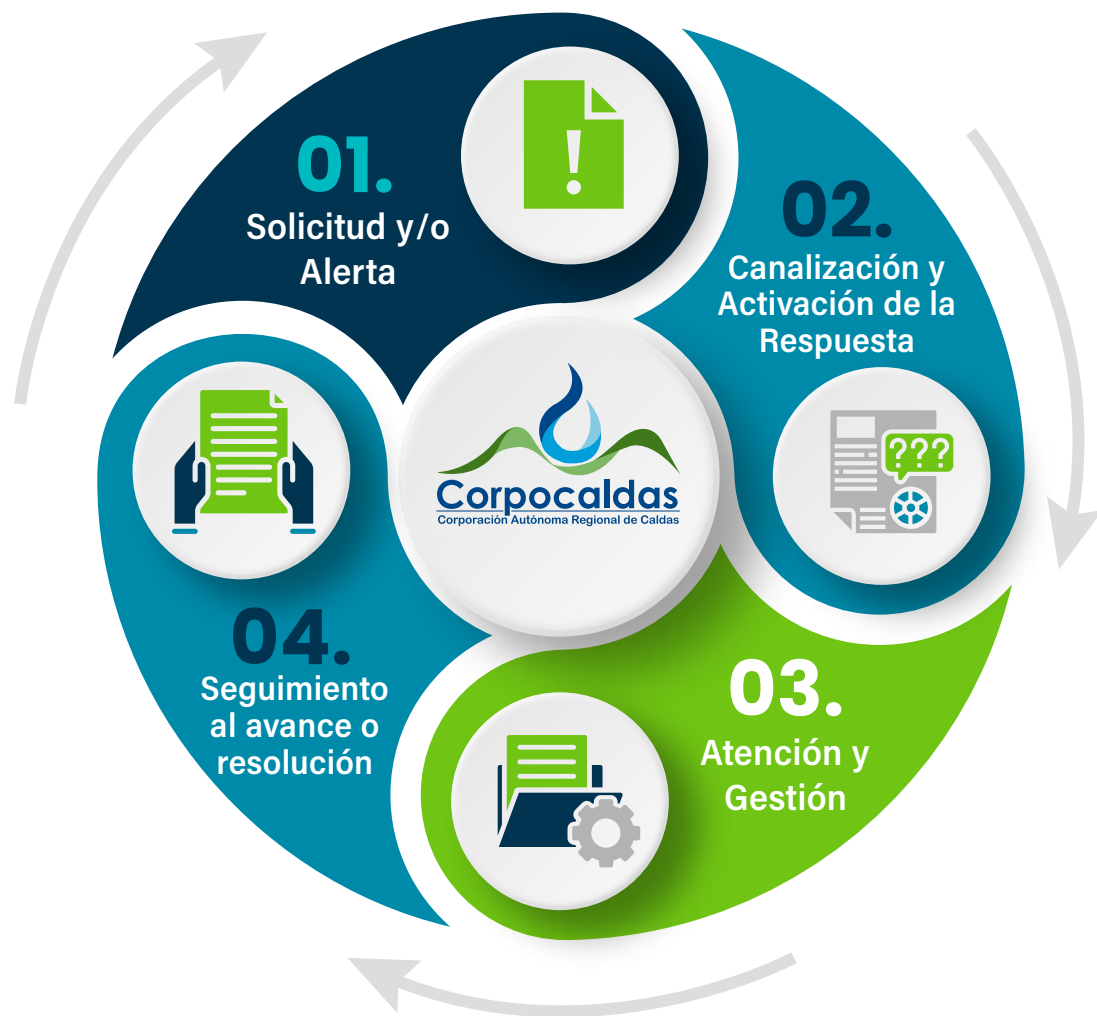 01.
Solicitud y/o
Alerta
02.
Canalización y
Activación de la
Respuesta
???
Corpocaldas
Corporación Autónoma Regional de Caldas
03.
Atención y
Gestión
04.
Seguimiento
al avance o
resolución